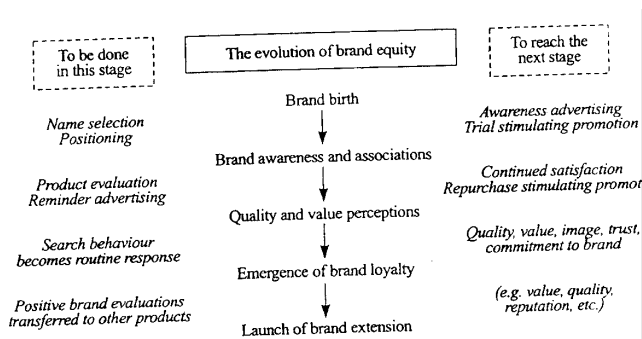 To be done
in this stage
The evolution of brand equity
To reach the
next stage
Brand birth
Name selection
Positioning
Awareness advertising
Trial stimulating promotion
Brand awareness and associations
Product evaluation
Reminder advertising
Continued satisfaction
Repurchase stimulating promot
Quality and value perceptions
Search behaviour
becomes routine response
Quality, value, image, trust,
commitment to brand
Emergence of brand loyalty
Positive brand evaluations
transferred to other products
(e.g. value, quality,
reputation, etc.)
Launch of brand extension